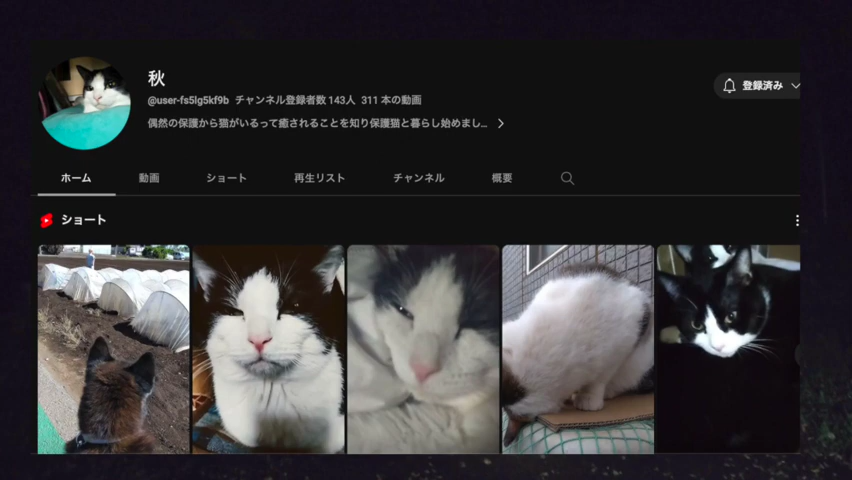 秋
@user-fs5ig5kf9b チャンネル登録者数 143人 311 本の動画
偶然の保護から猫がいるって癒されることを知り保護猫と暮らし始めまし...
登録済み
ホーム 動画 ショート 再生リスト チャンネル 概要
ショート